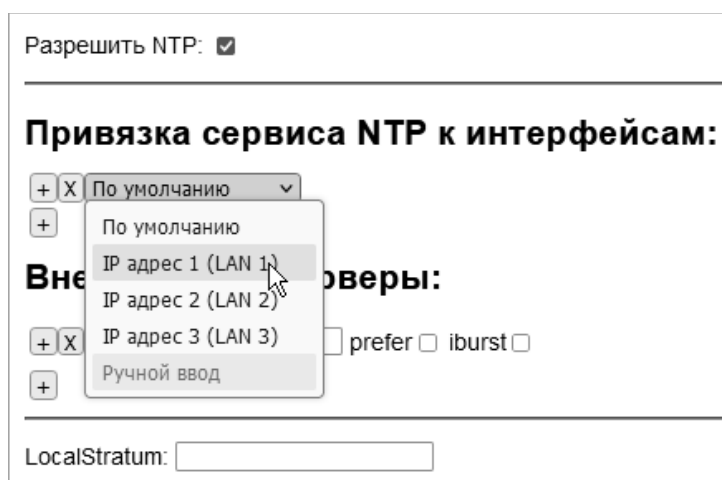 Разрешить NTP:
Привязка сервиса NTP к интерфейсам:
+ X По умолчанию
+
По умолчанию
IP адрес 1 (LAN 1)
Вне рверы:
IP адрес 2 (LAN 2)
IP адрес 3 (LAN 3)
+ X prefer iburst
Ручной ввод
+
LocalStratum: